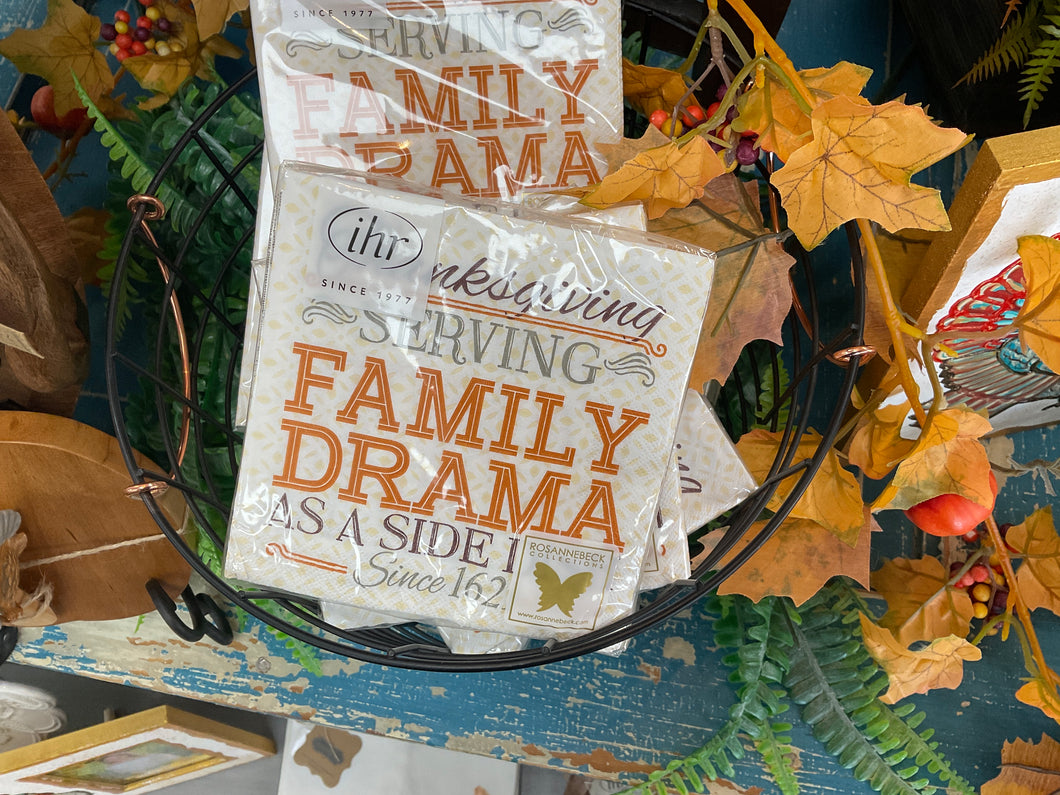 SINCE 1977
SERVING
FAMILY
DRAMA
ihr
SINCE 1977
nksgiving
SERVING
FAMILY
DRAMA
AS A SIDE
Since 162
ROSANNEBECK
COLLECTIONS
www.rosannebeck.com